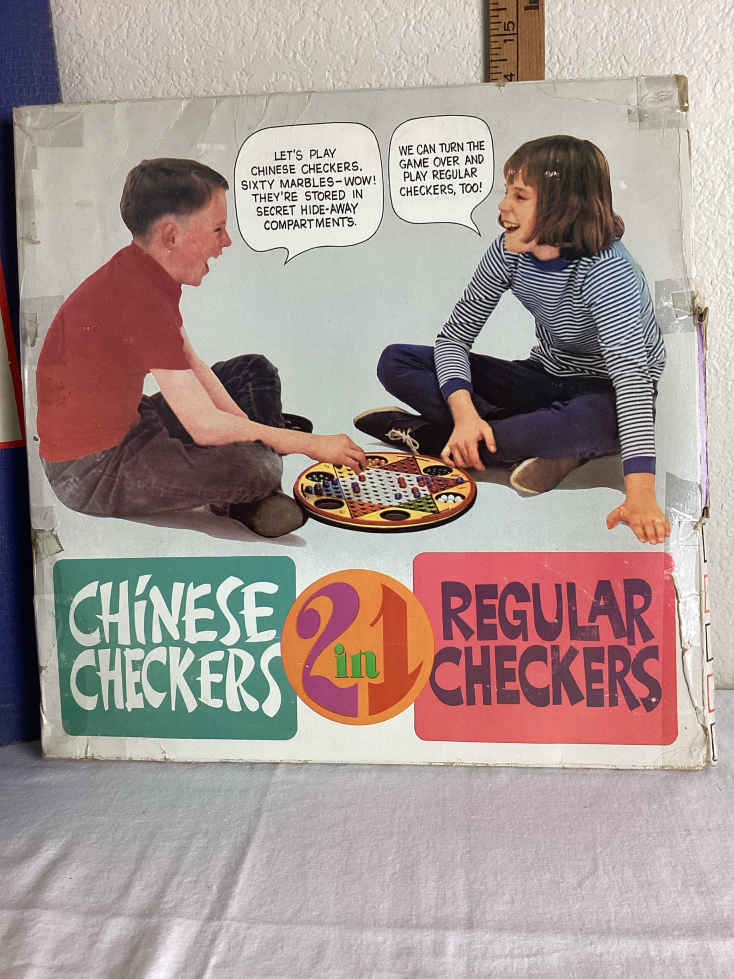 LET'S PLAY
CHINESE CHECKERS.
SIXTY MARBLES-WOW!
THEY'RE STORED IN
SECRET HIDE-AWAY
COMPARTMENTS.
WE CAN TURN THE
GAME OVER AND
PLAY REGULAR
CHECKERS, TOO!
CHINESE
CHECKERS
2 in 1
REGULAR
CHECKERS
15